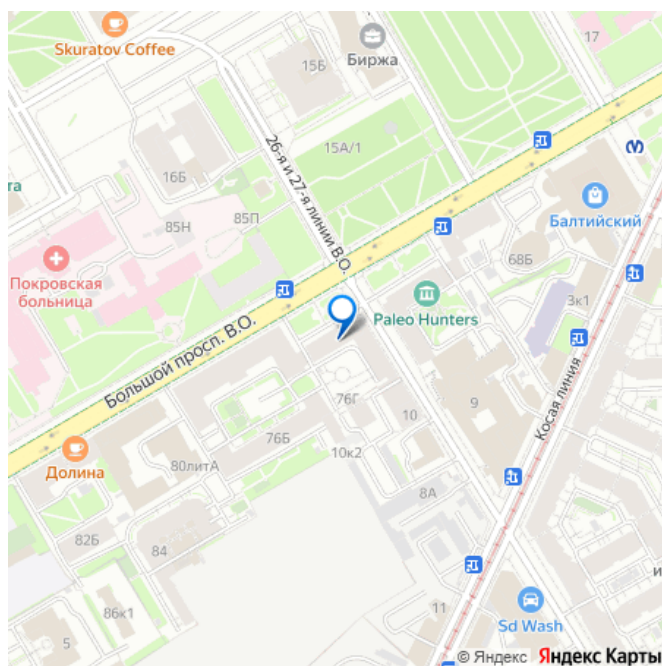 Skuratov Coffee
Биржа
17
15Б
26-я и 27-я линии В.О.
15А/1
16Б
та
85Н
85П
Балтийский
Покровская
больница
68Б
Paleo Hunters
3к1
Большой просп. В.О.
Косая линия
76Г
10
9
76Б
10к2
Долина
80литА
8А
82Б
84
и
86к1
11
5
Sd Wash
© Яндекс Яндекс Карты